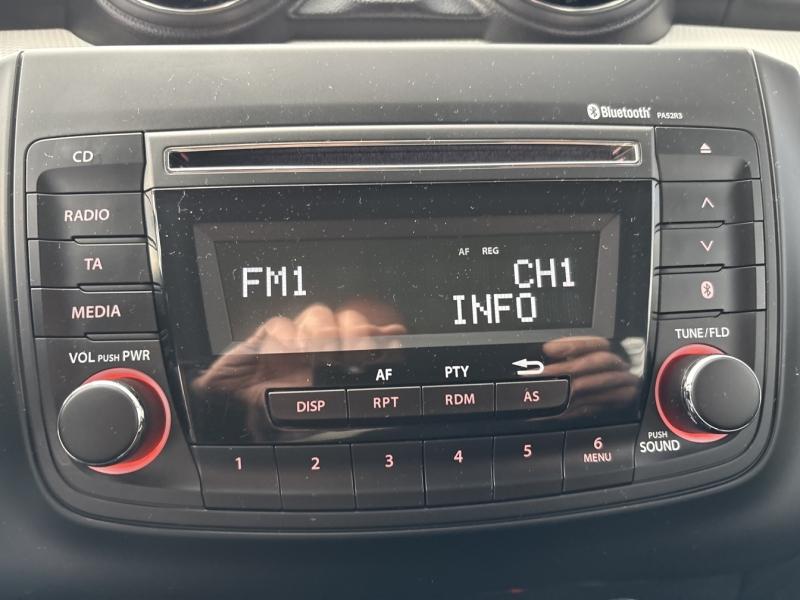 Bluetooth® PA52R3
CD
RADIO
TA
MEDIA
VOL PUSH PWR
AF REG
FM1 CH1
INFO
AF PTY
DISP RPT RDM AS
1 2 3 4 5 6
MENU
TUNE/FLD
PUSH
SOUND